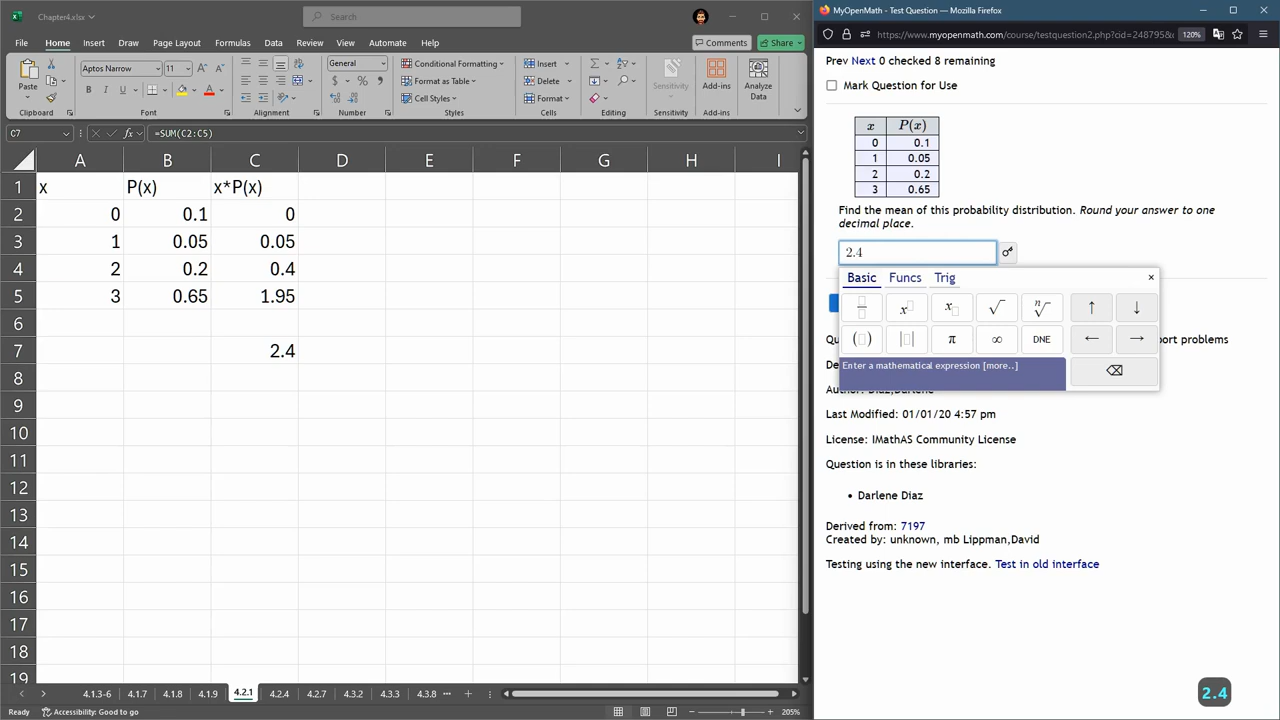 Chapter4.xlsx
Search
File Home Insert Draw Page Layout Formulas Data Review View Automate Help Comments Share
Paste
Clipboard
Aptos Narrow 11
B I U A
Font
Alignment
General
$ % ,
Number
Conditional Formatting
Format as Table
Cell Styles
Styles
Insert
Delete
Format
Cells
Editing
Sensitivity
Sensitivity
Add-ins
Add-ins
Analyze Data
C7 fx =SUM(C2:C5)
A B C D E F G H I
1 x P(x) x*P(x)
2 0 0.1 0
3 1 0.05 0.05
4 2 0.2 0.4
5 3 0.65 1.95
6
7 2.4
8
9
10
11
12
13
14
15
16
17
18
19
4.1.3-6 4.1.7 4.1.8 4.1.9 4.2.1 4.2.4 4.2.7 4.3.2 4.3.3 4.3.8 ···
Ready Accessibility: Good to go 205%
MyOpenMath - Test Question — Mozilla Firefox
https://www.myopenmath.com/course/testquestion2.php?cid=248795& 120%
Prev Next 0 checked 8 remaining
Mark Question for Use
x P(x)
0 0.1
1 0.05
2 0.2
3 0.65
Find the mean of this probability distribution. Round your answer to one
decimal place.
2.4
Basic Funcs Trig ×
x √ n√ ↑ ↓
(▯) |▯| π ∞ DNE ← →
Enter a mathematical expression [more..]
port problems
Last Modified: 01/01/20 4:57 pm
License: IMathAS Community License
Question is in these libraries:
• Darlene Diaz
Derived from: 7197
Created by: unknown, mb Lippman,David
Testing using the new interface. Test in old interface
2.4